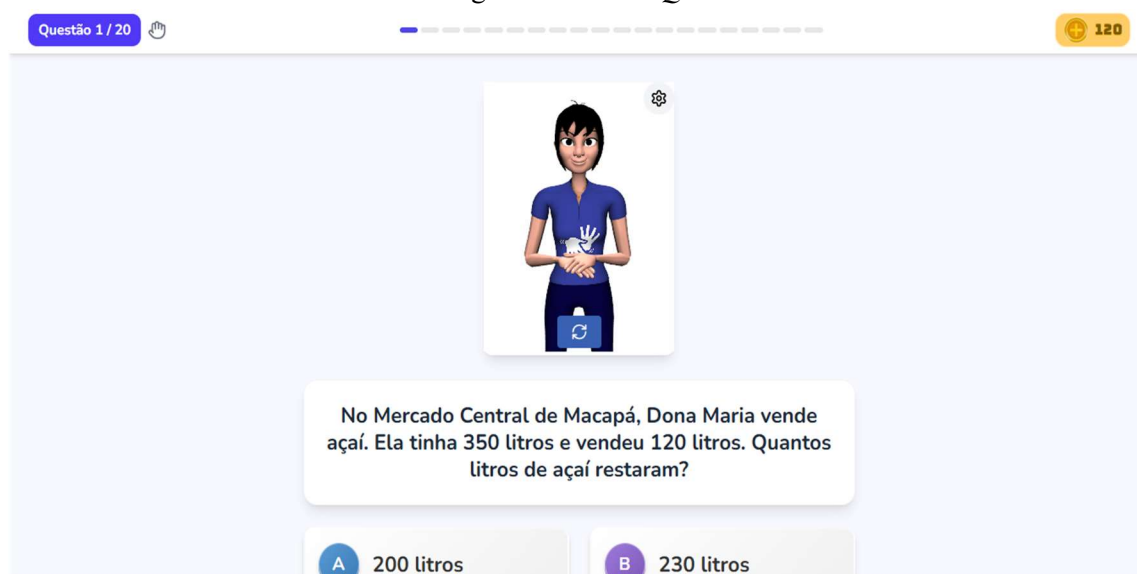 Questão 1 / 20
120
No Mercado Central de Macapá, Dona Maria vende
açaí. Ela tinha 350 litros e vendeu 120 litros. Quantos
litros de açaí restaram?
A 200 litros
B 230 litros